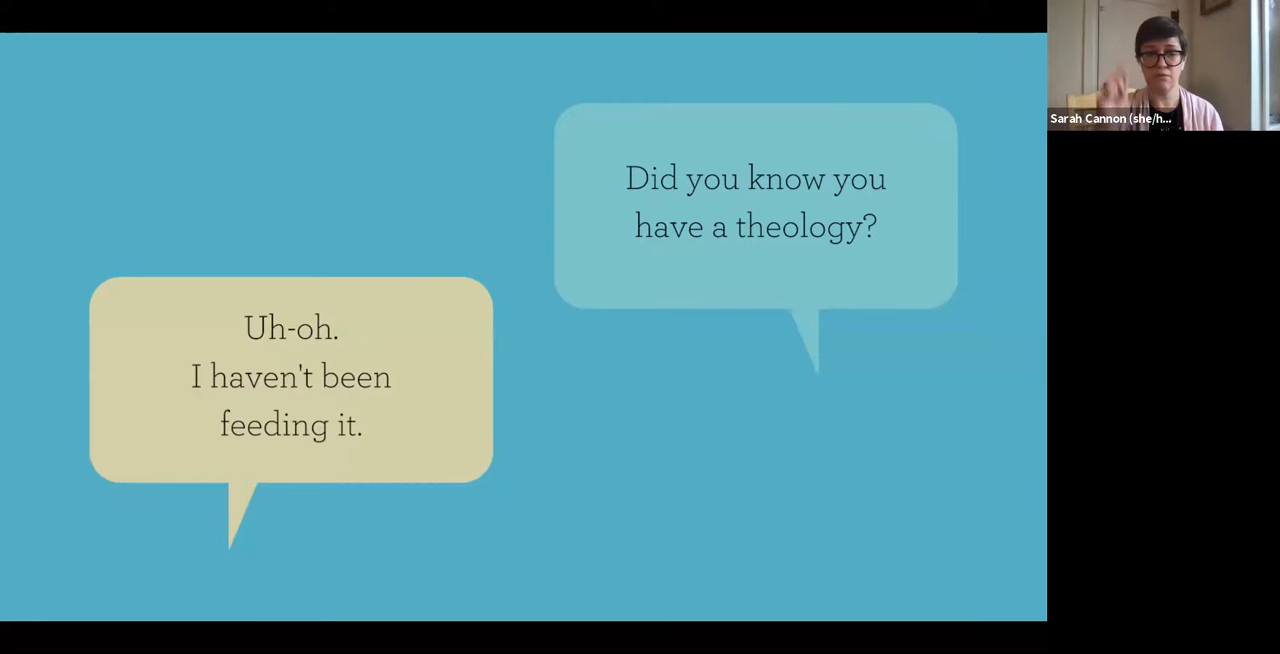 Did you know you
have a theology?
Uh-oh.
I haven't been
feeding it.
Sarah Cannon (she/h...